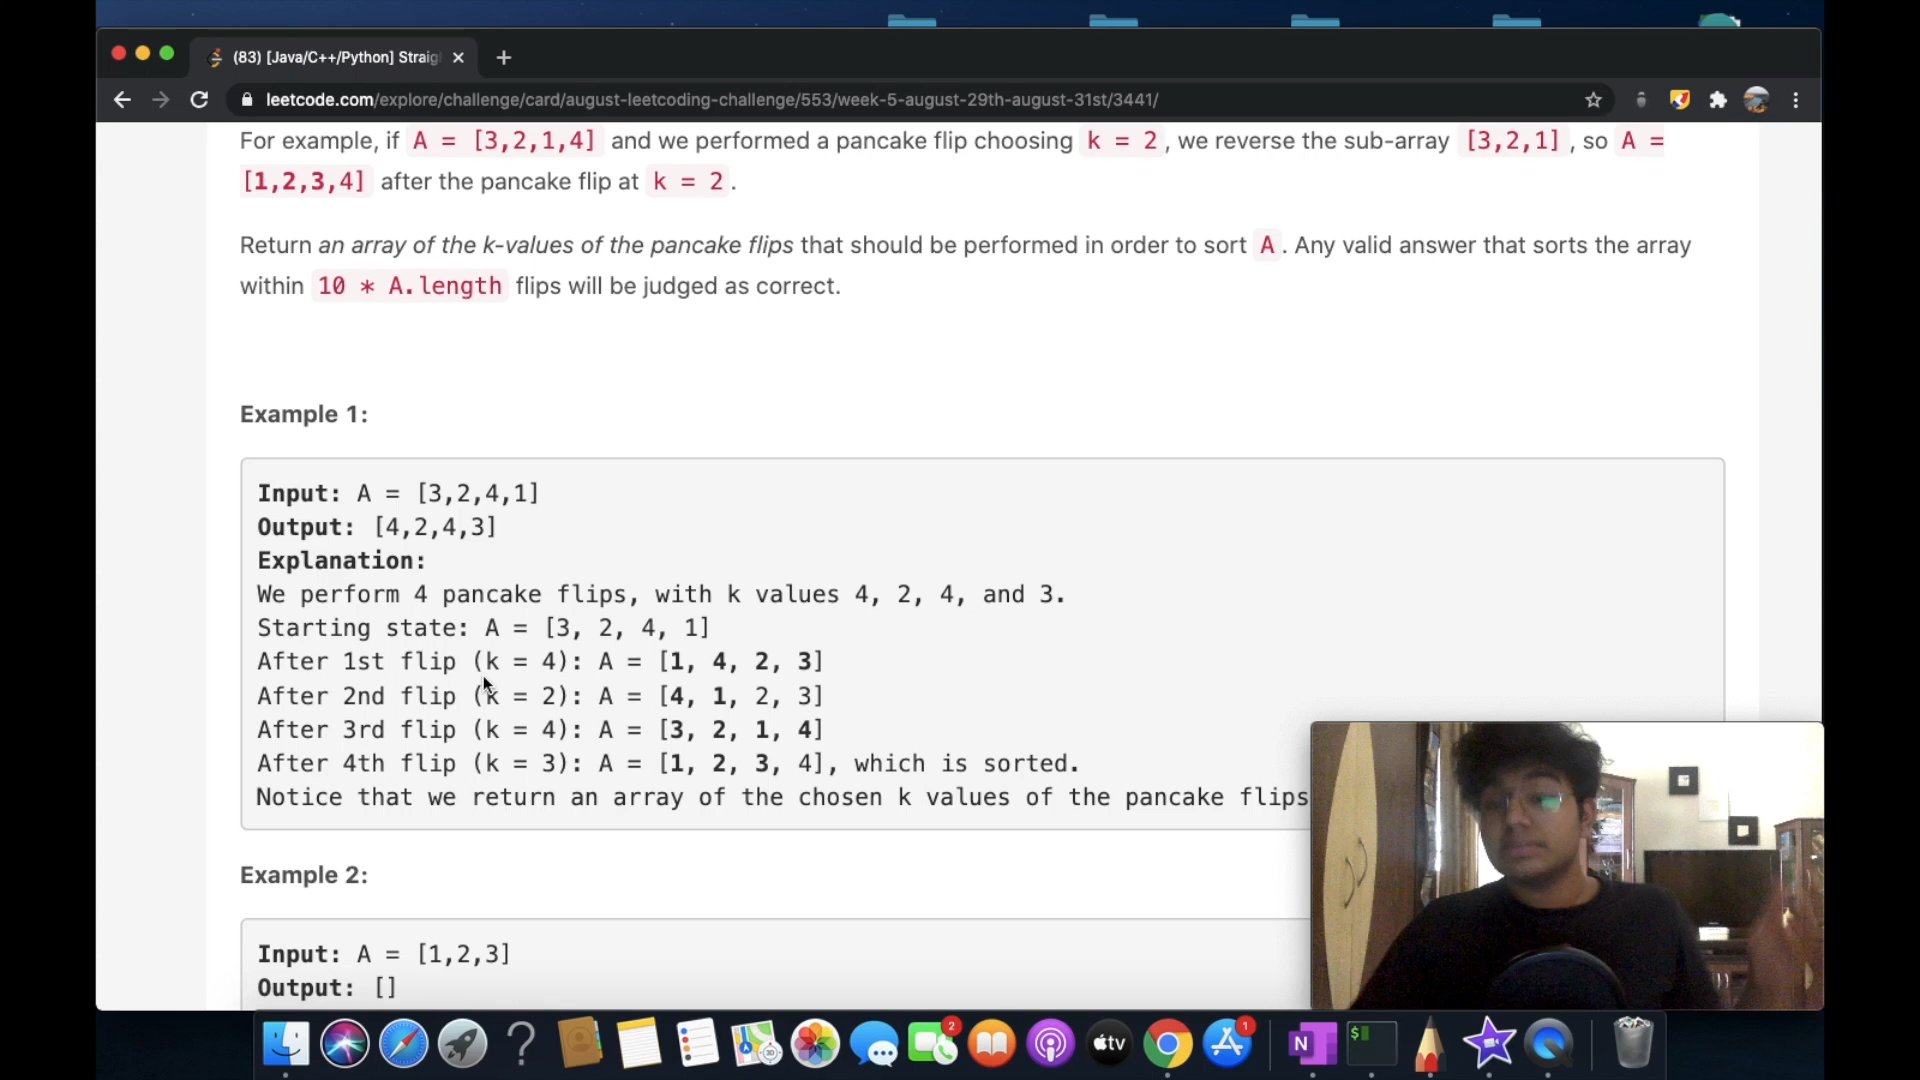 (83) [Java/C++/Python] Straig
leetcode.com/explore/challenge/card/august-leetcoding-challenge/553/week-5-august-29th-august-31st/3441/
For example, if A = [3,2,1,4] and we performed a pancake flip choosing k = 2 , we reverse the sub-array [3,2,1] , so A =
[1,2,3,4] after the pancake flip at k = 2 .
Return an array of the k-values of the pancake flips that should be performed in order to sort A . Any valid answer that sorts the array
within 10 * A.length flips will be judged as correct.
Example 1:
Input: A = [3,2,4,1]
Output: [4,2,4,3]
Explanation:
We perform 4 pancake flips, with k values 4, 2, 4, and 3.
Starting state: A = [3, 2, 4, 1]
After 1st flip (k = 4): A = [1, 4, 2, 3]
After 2nd flip (k = 2): A = [4, 1, 2, 3]
After 3rd flip (k = 4): A = [3, 2, 1, 4]
After 4th flip (k = 3): A = [1, 2, 3, 4], which is sorted.
Notice that we return an array of the chosen k values of the pancake flips
Example 2:
Input: A = [1,2,3]
Output: []
2
tv
1
N
$